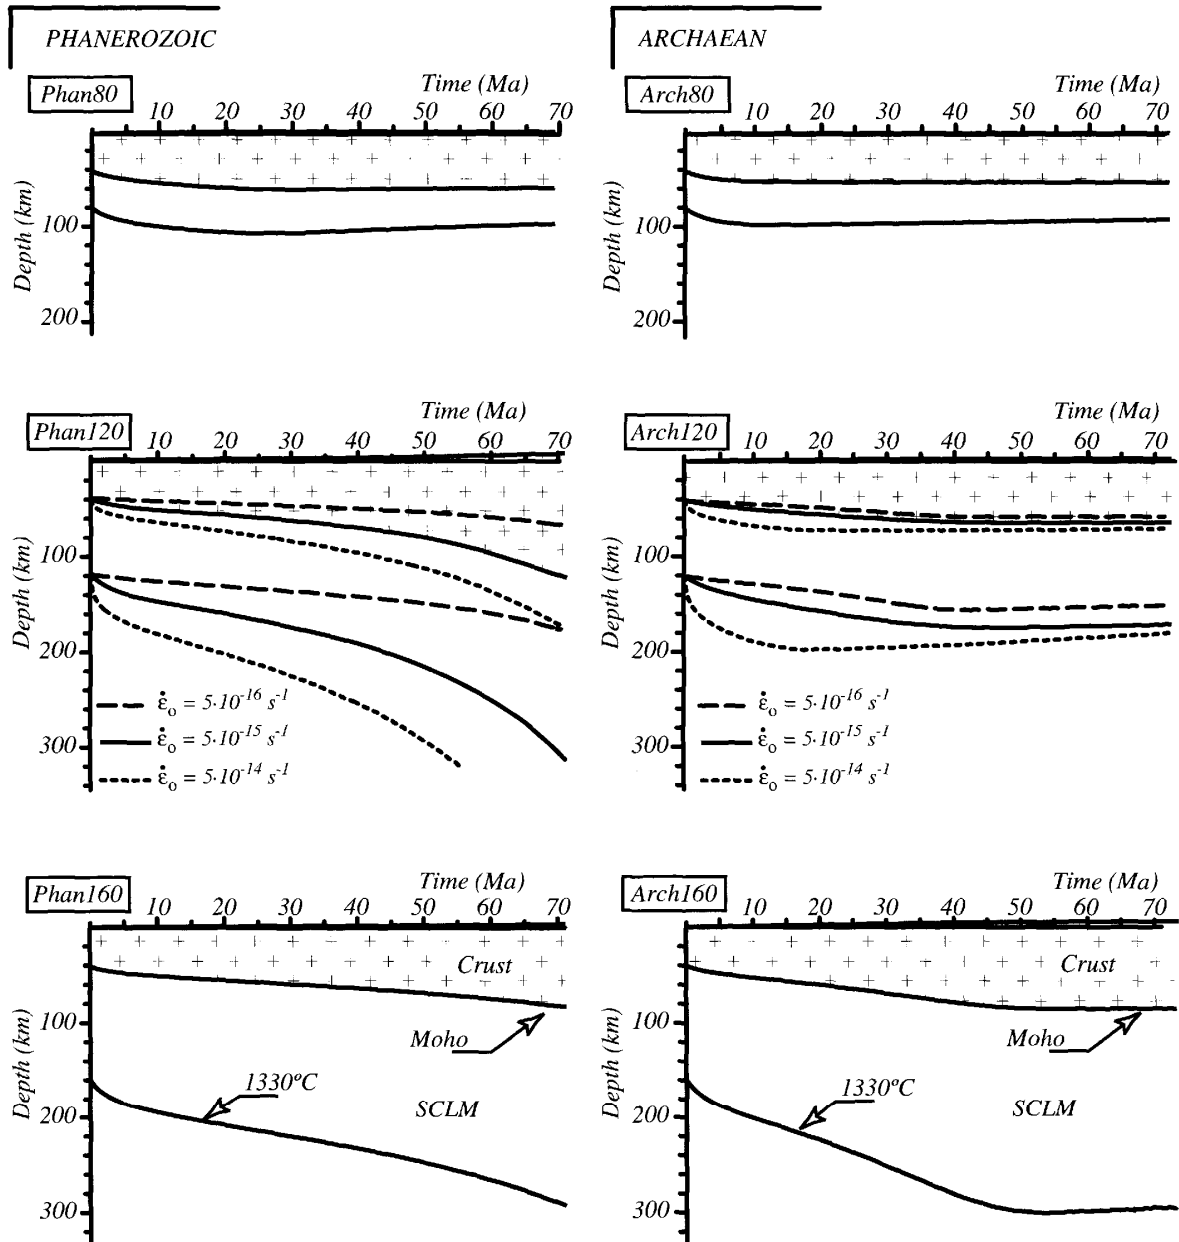 PHANEROZOIC
Phan80
Time (Ma)
10 20 30 40 50 60 70
Depth (km)
100
200
ARCHAEAN
Arch80
Time (Ma)
10 20 30 40 50 60 70
Depth (km)
100
200
Phan120
Time (Ma)
10 20 30 40 50 60 70
Depth (km)
100
200
300
ε̇o = 5·10⁻¹⁶ s⁻¹
ε̇o = 5·10⁻¹⁵ s⁻¹
ε̇o = 5·10⁻¹⁴ s⁻¹
Arch120
Time (Ma)
10 20 30 40 50 60 70
Depth (km)
100
200
300
ε̇o = 5·10⁻¹⁶ s⁻¹
ε̇o = 5·10⁻¹⁵ s⁻¹
ε̇o = 5·10⁻¹⁴ s⁻¹
Phan160
Time (Ma)
10 20 30 40 50 60 70
Depth (km)
100
200
300
Crust
Moho
1330ºC
SCLM
Arch160
Time (Ma)
10 20 30 40 50 60 70
Depth (km)
100
200
300
Crust
Moho
1330ºC
SCLM